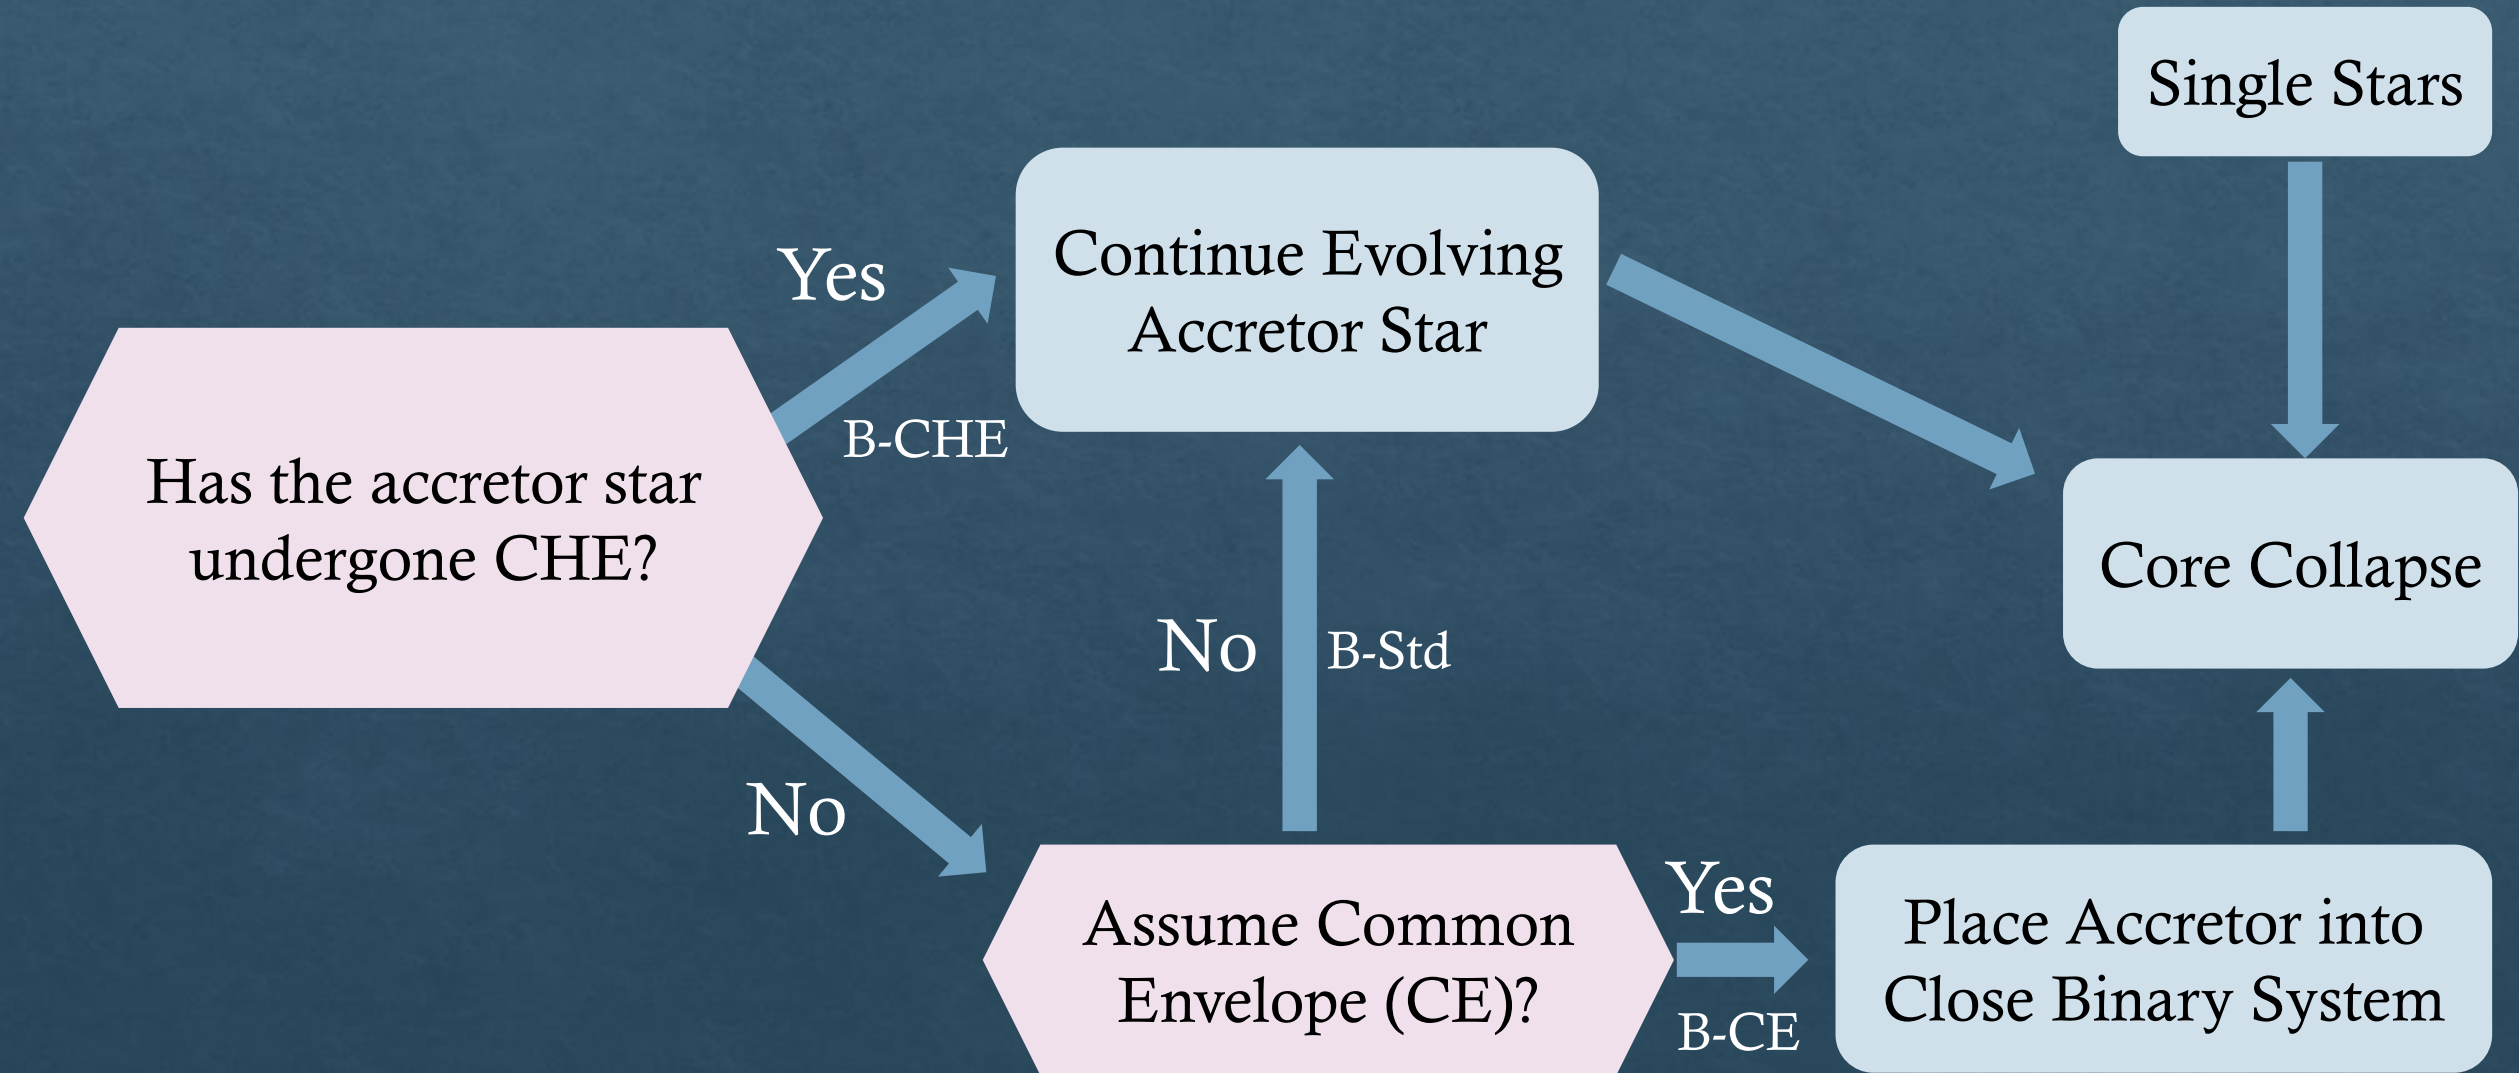 Single Stars
Continue Evolving
Accretor Star
Yes
B-CHE
Has the accretor star
undergone CHE?
Core Collapse
No
B-Std
No
Assume Common
Envelope (CE)?
Yes
B-CE
Place Accretor into
Close Binary System